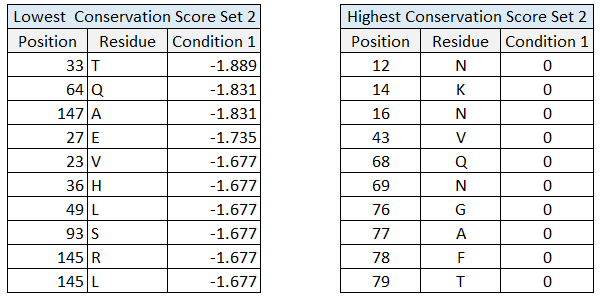 Lowest  Conservation Score Set 2
Position Residue Condition 1
33 T -1.889
64 Q -1.831
147 A -1.831
27 E -1.735
23 V -1.677
36 H -1.677
49 L -1.677
93 S -1.677
145 R -1.677
145 L -1.677
Highest Conservation Score Set 2
Position Residue Condition 1
12 N 0
14 K 0
16 N 0
43 V 0
68 Q 0
69 N 0
76 G 0
77 A 0
78 F 0
79 T 0